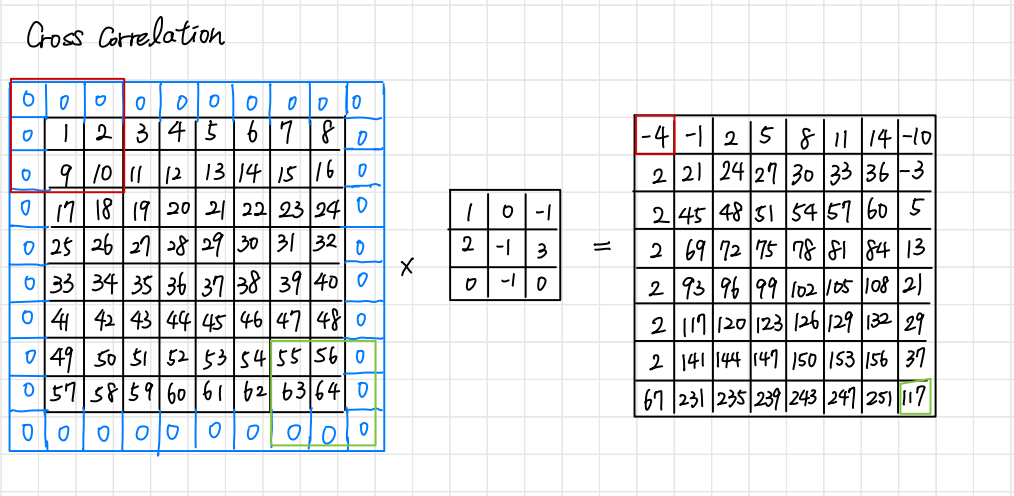 Cross Correlation
0 0 0 0 0 0 0 0 0 0
0 1 2 3 4 5 6 7 8 0
0 9 10 11 12 13 14 15 16 0
0 17 18 19 20 21 22 23 24 0
0 25 26 27 28 29 30 31 32 0
0 33 34 35 36 37 38 39 40 0
0 41 42 43 44 45 46 47 48 0
0 49 50 51 52 53 54 55 56 0
0 57 58 59 60 61 62 63 64 0
0 0 0 0 0 0 0 0 0 0
×
1 0 -1
2 -1 3
0 -1 0
=
-4 -1 2 5 8 11 14 -10
2 21 24 27 30 33 36 -3
2 45 48 51 54 57 60 5
2 69 72 75 78 81 84 13
2 93 96 99 102 105 108 21
2 117 120 123 126 129 132 29
2 141 144 147 150 153 156 37
67 231 235 239 243 247 251 117